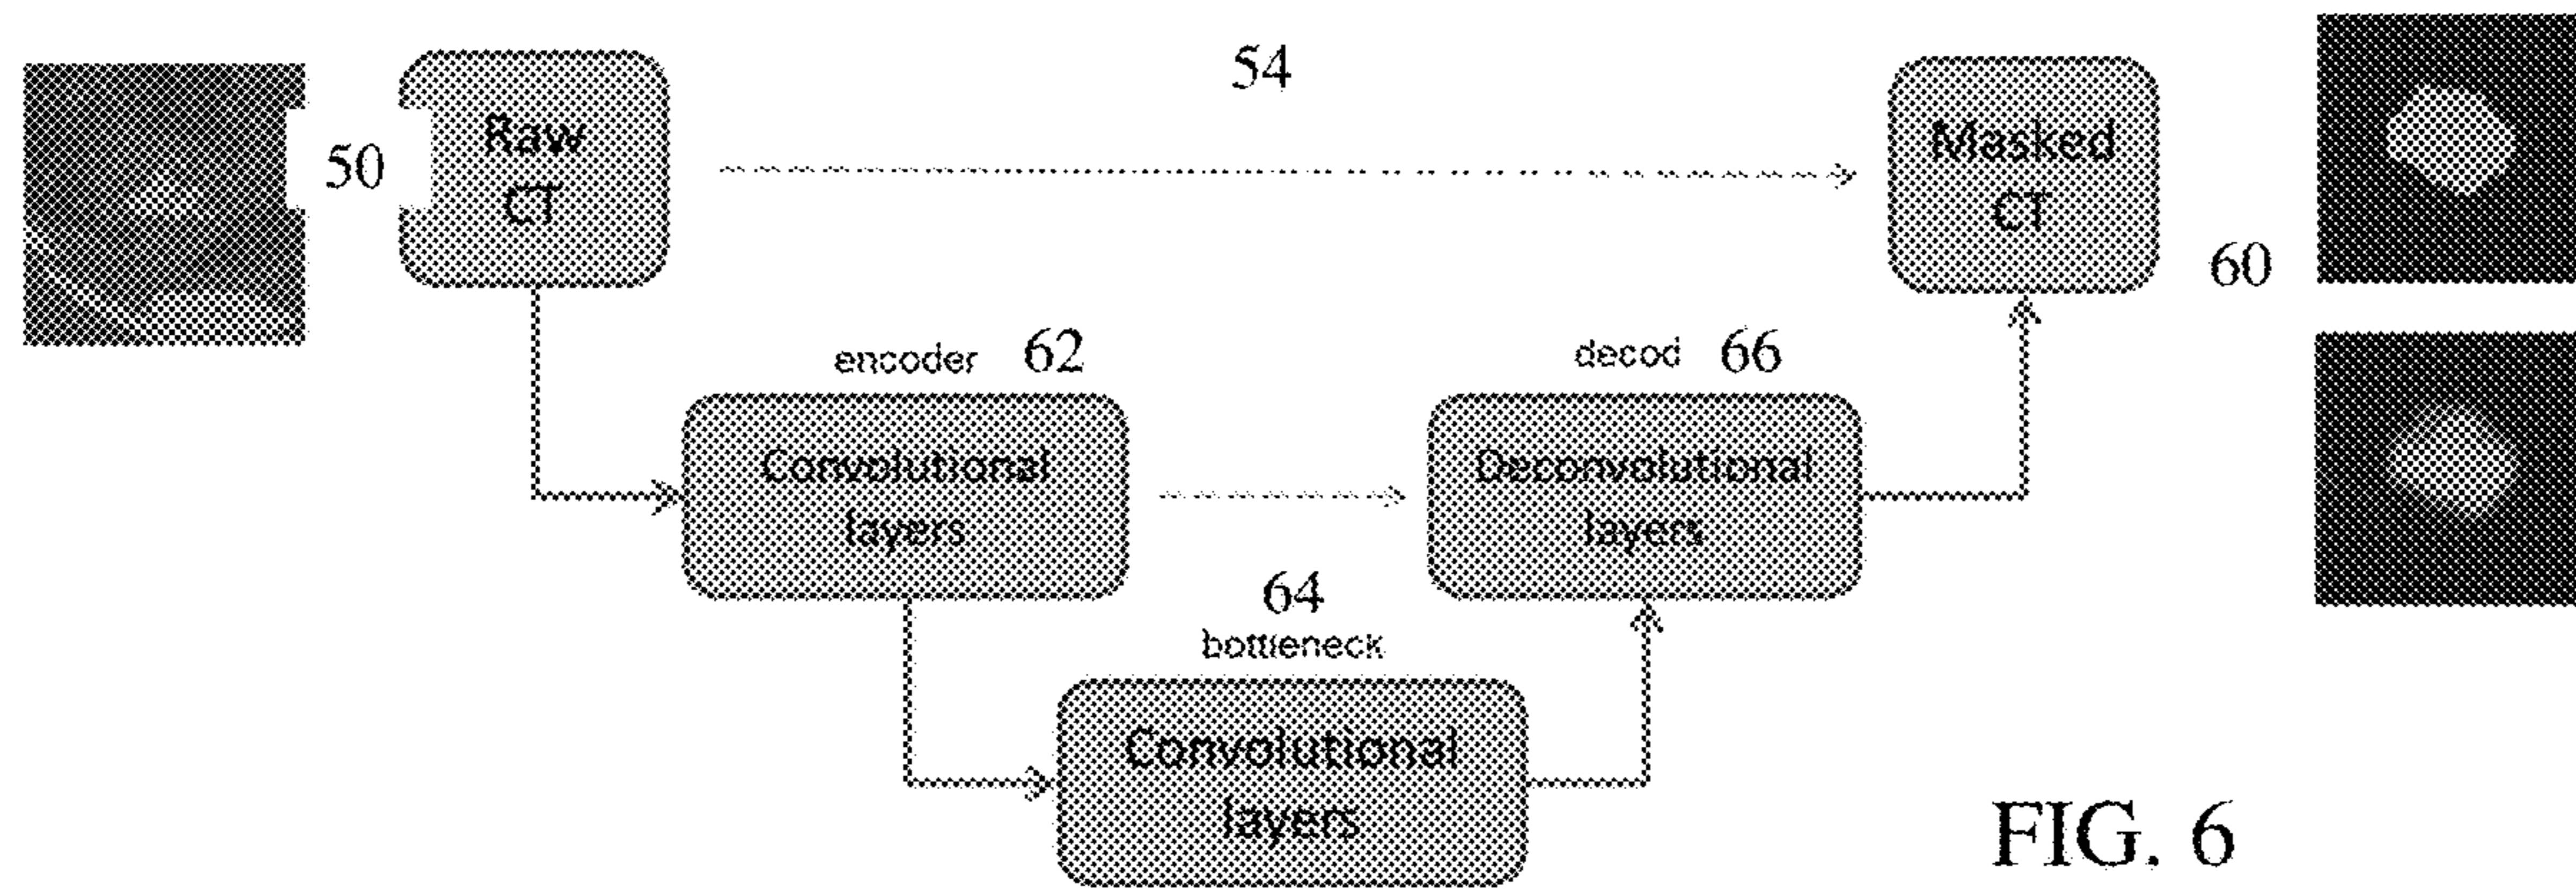 54
50
Raw
CT
Masked
CT
60
encoder 62
decod 66
Convolutional
layers
Deconvolutional
layers
64
bottleneck
Convolutional
layers
FIG. 6